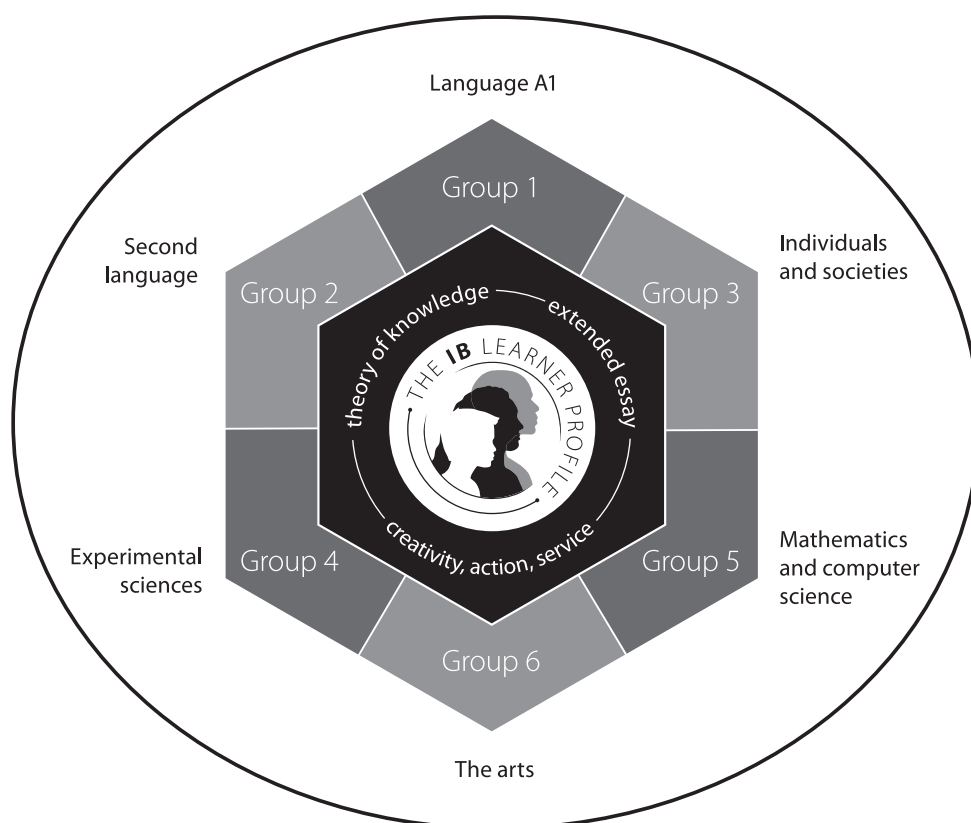 Language A1
Group 1
Second
language
Individuals
and societies
Group 2
Group 3
theory of knowledge
extended essay
THE IB LEARNER PROFILE
creativity, action, service
Experimental
sciences
Group 4
Group 5
Mathematics
and computer
science
Group 6
The arts